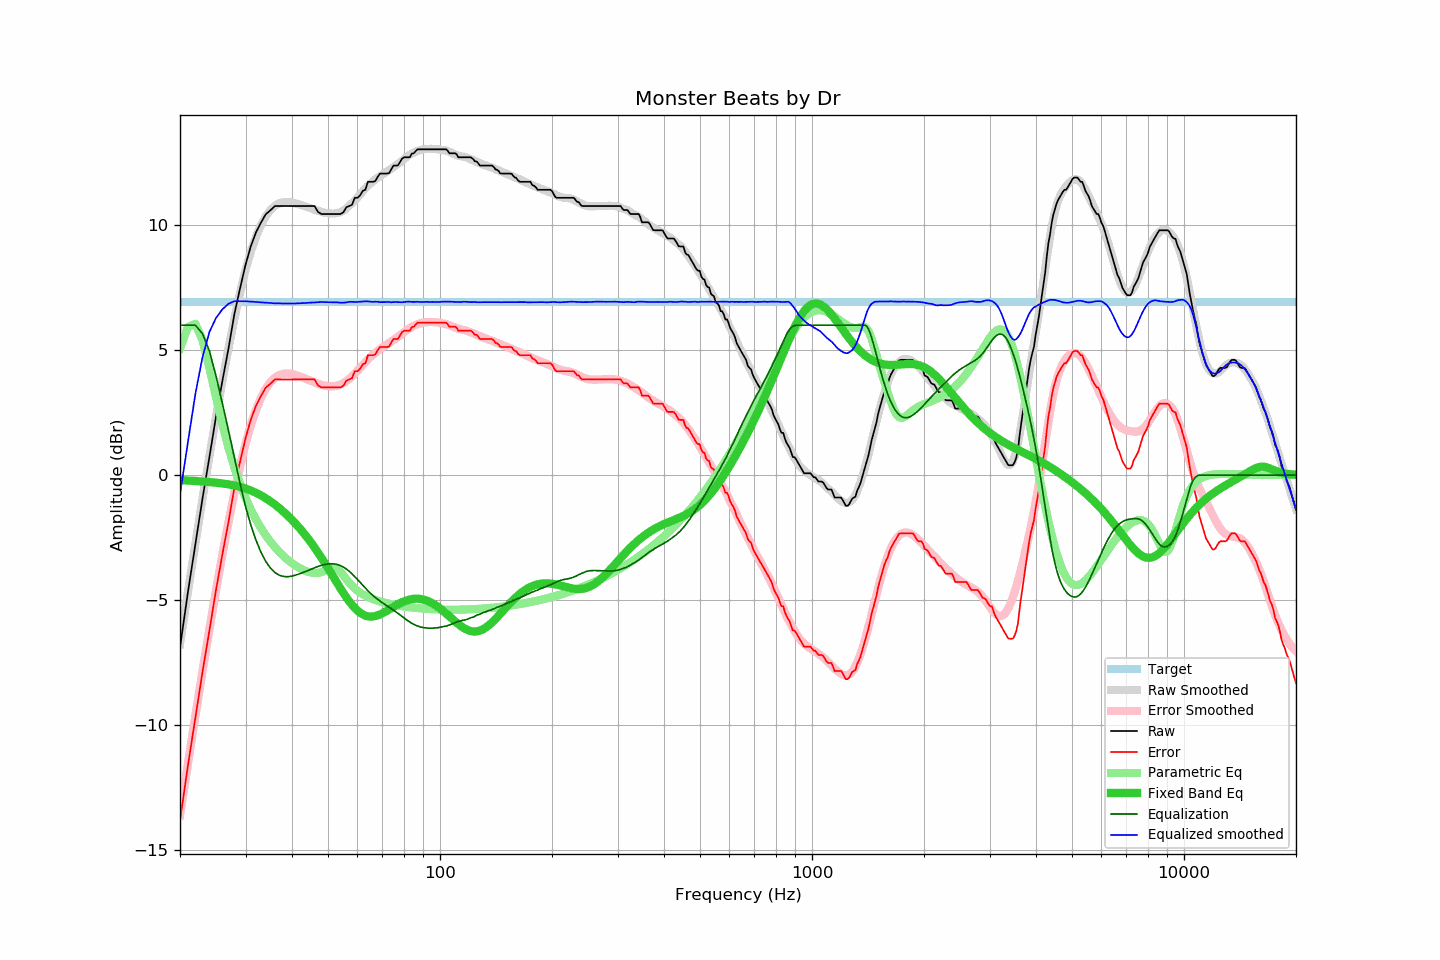 Monster Beats by Dr
Amplitude (dBr)
10
5
0
−5
−10
−15
100
1000
10000
Frequency (Hz)
Target
Raw Smoothed
Error Smoothed
Raw
Error
Parametric Eq
Fixed Band Eq
Equalization
Equalized smoothed